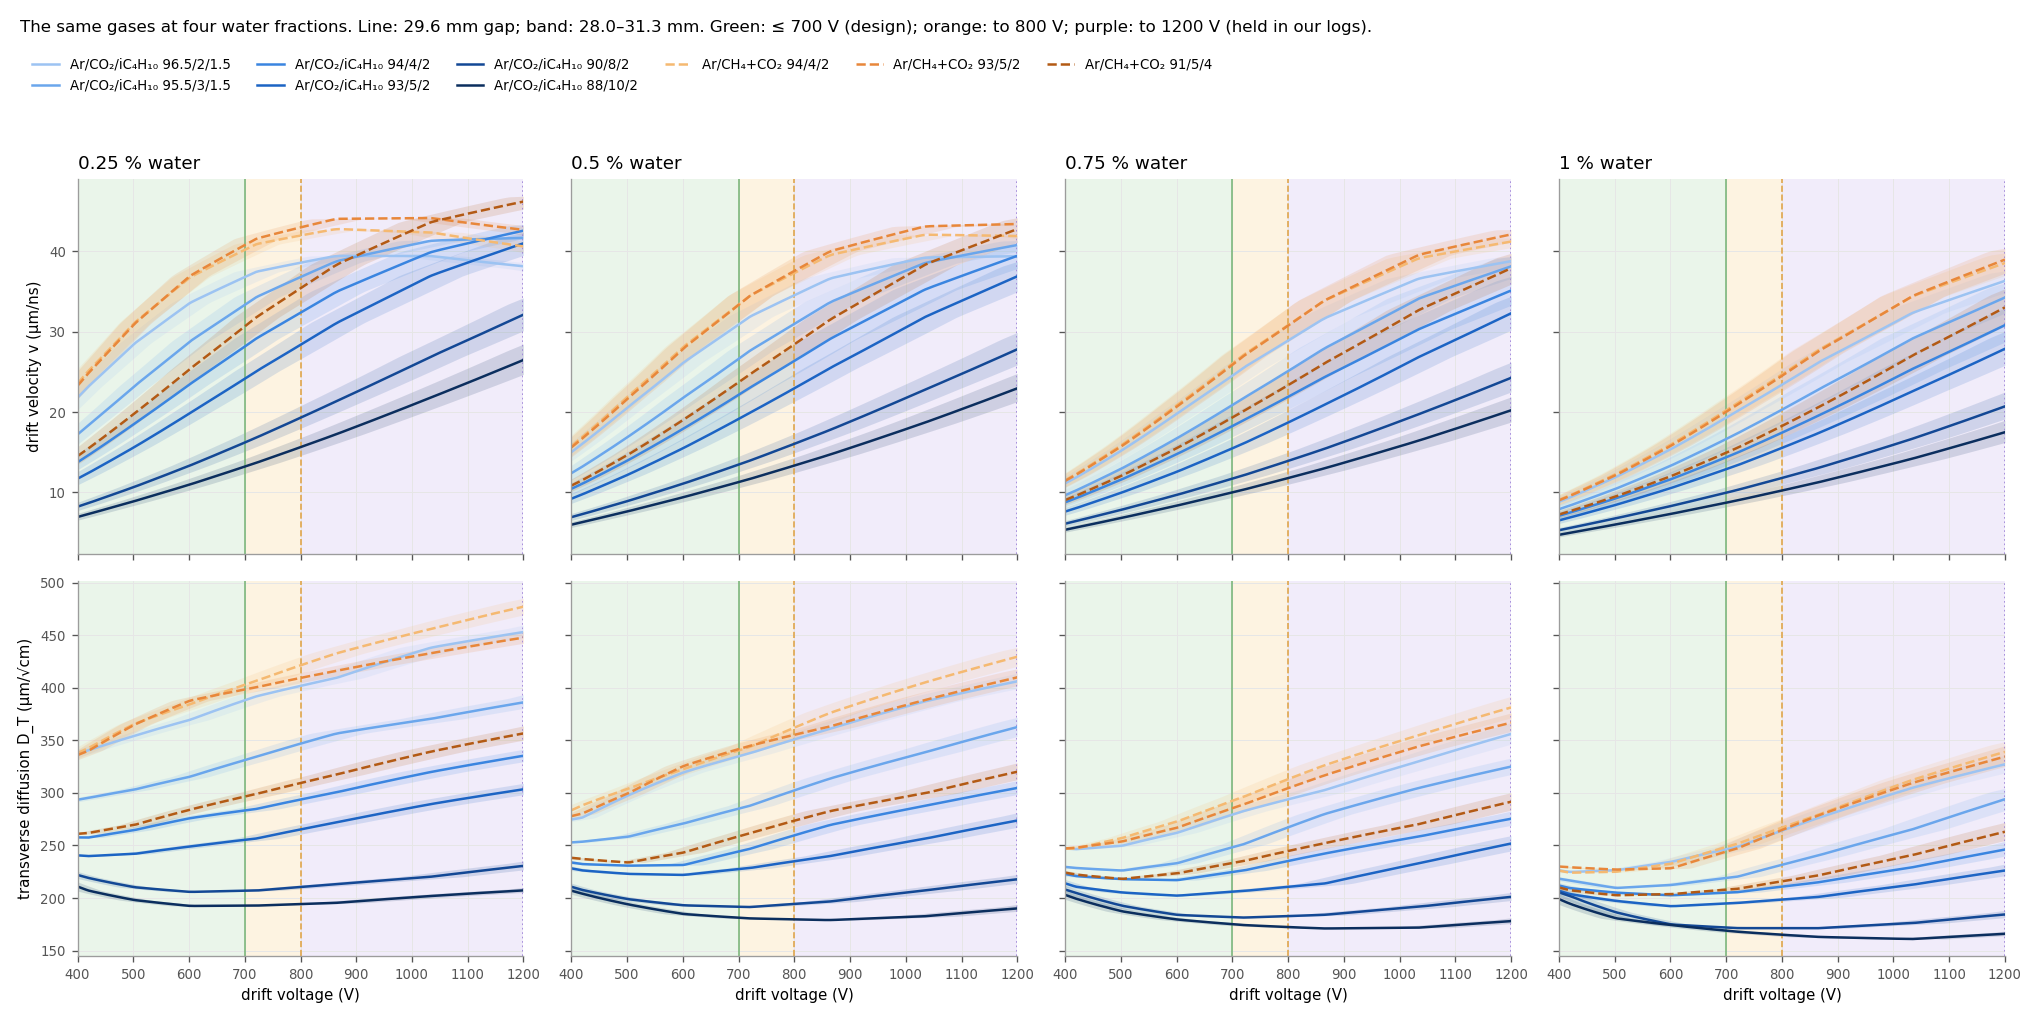 The same gases at four water fractions. Line: 29.6 mm gap; band: 28.0–31.3 mm. Green: ≤ 700 V (design); orange: to 800 V; purple: to 1200 V (held in our logs).
Ar/CO₂/iC₄H₁₀ 96.5/2/1.5 Ar/CO₂/iC₄H₁₀ 94/4/2 Ar/CO₂/iC₄H₁₀ 90/8/2 Ar/CH₄+CO₂ 94/4/2 Ar/CH₄+CO₂ 93/5/2 Ar/CH₄+CO₂ 91/5/4
Ar/CO₂/iC₄H₁₀ 95.5/3/1.5 Ar/CO₂/iC₄H₁₀ 93/5/2 Ar/CO₂/iC₄H₁₀ 88/10/2
0.25 % water 0.5 % water 0.75 % water 1 % water
drift velocity v (μm/ns)
40
30
20
10
transverse diffusion D_T (μm/√cm)
500
450
400
350
300
250
200
150
400 500 600 700 800 900 1000 1100 1200 400 500 600 700 800 900 1000 1100 1200 400 500 600 700 800 900 1000 1100 1200 400 500 600 700 800 900 1000 1100 1200
drift voltage (V) drift voltage (V) drift voltage (V) drift voltage (V)